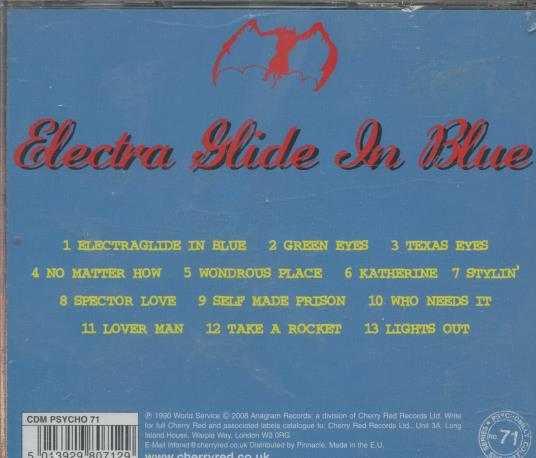 Electra Glide In Blue
1 ELECTRAGLIDE IN BLUE 2 GREEN EYES 3 TEXAS EYES
4 NO MATTER HOW 5 WONDROUS PLACE 6 KATHERINE 7 STYLIN'
8 SPECTOR LOVE 9 SELF MADE PRISON 10 WHO NEEDS IT
11 LOVER MAN 12 TAKE A ROCKET 13 LIGHTS OUT
CDM PSYCHO 71
5 013929 807129
℗ 1990 World Service © 2008 Anagram Records: a division of Cherry Red Records Ltd. Write
for full Cherry Red and associated labels catalogue to: Cherry Red Records Ltd., Unit 3A, Long
Island House, Warple Way, London W3 0RG
E-Mail infonet@cherryred.co.uk Distributed by Pinnacle. Made in the E.U.
www.cherryred.co.uk
NO. 71
SERIES